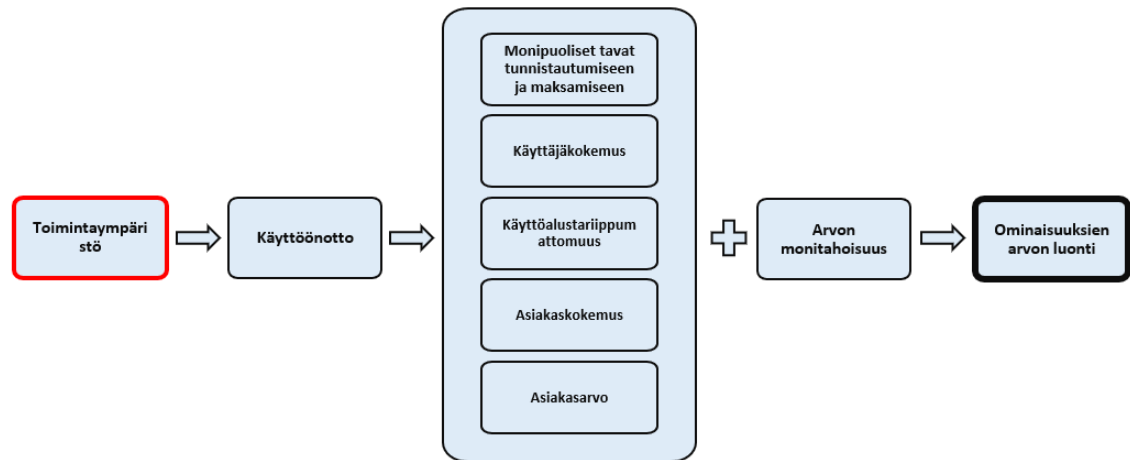 Toimintaympäri
stö
Käyttöönotto
Monipuoliset tavat
tunnistautumiseen
ja maksamiseen
Käyttäjäkokemus
Käyttöalustariippum
attomuus
Asiakaskokemus
Asiakasarvo
Arvon
monitahoisuus
Ominaisuuksien
arvon luonti